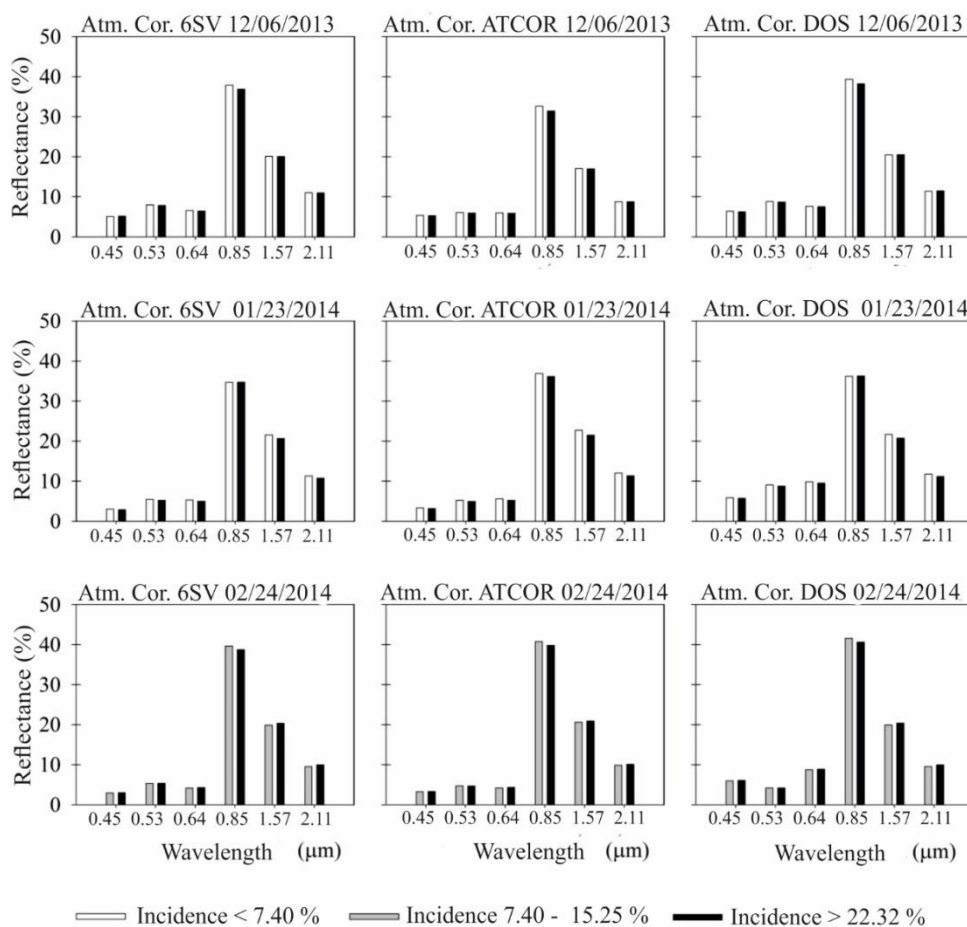 Atm. Cor. 6SV 12/06/2013 Atm. Cor. ATCOR 12/06/2013 Atm. Cor. DOS 12/06/2013
Reflectance (%)
50 
40 
30 
20 
10 
0 
0.45 0.53 0.64 0.85 1.57 2.11 0.45 0.53 0.64 0.85 1.57 2.11 0.45 0.53 0.64 0.85 1.57 2.11
Atm. Cor. 6SV 01/23/2014 Atm. Cor. ATCOR 01/23/2014 Atm. Cor. DOS 01/23/2014
Reflectance (%)
50
40
30
20
10
0
0.45 0.53 0.64 0.85 1.57 2.11 0.45 0.53 0.64 0.85 1.57 2.11 0.45 0.53 0.64 0.85 1.57 2.11
Atm. Cor. 6SV 02/24/2014 Atm. Cor. ATCOR 02/24/2014 Atm. Cor. DOS 02/24/2014
Reflectance (%)
50
40
30
20
10
0
0.45 0.53 0.64 0.85 1.57 2.11 0.45 0.53 0.64 0.85 1.57 2.11 0.45 0.53 0.64 0.85 1.57 2.11
Wavelength (μm) Wavelength (μm) Wavelength (μm)
Incidence < 7.40 % Incidence 7.40 - 15.25 % Incidence > 22.32 %